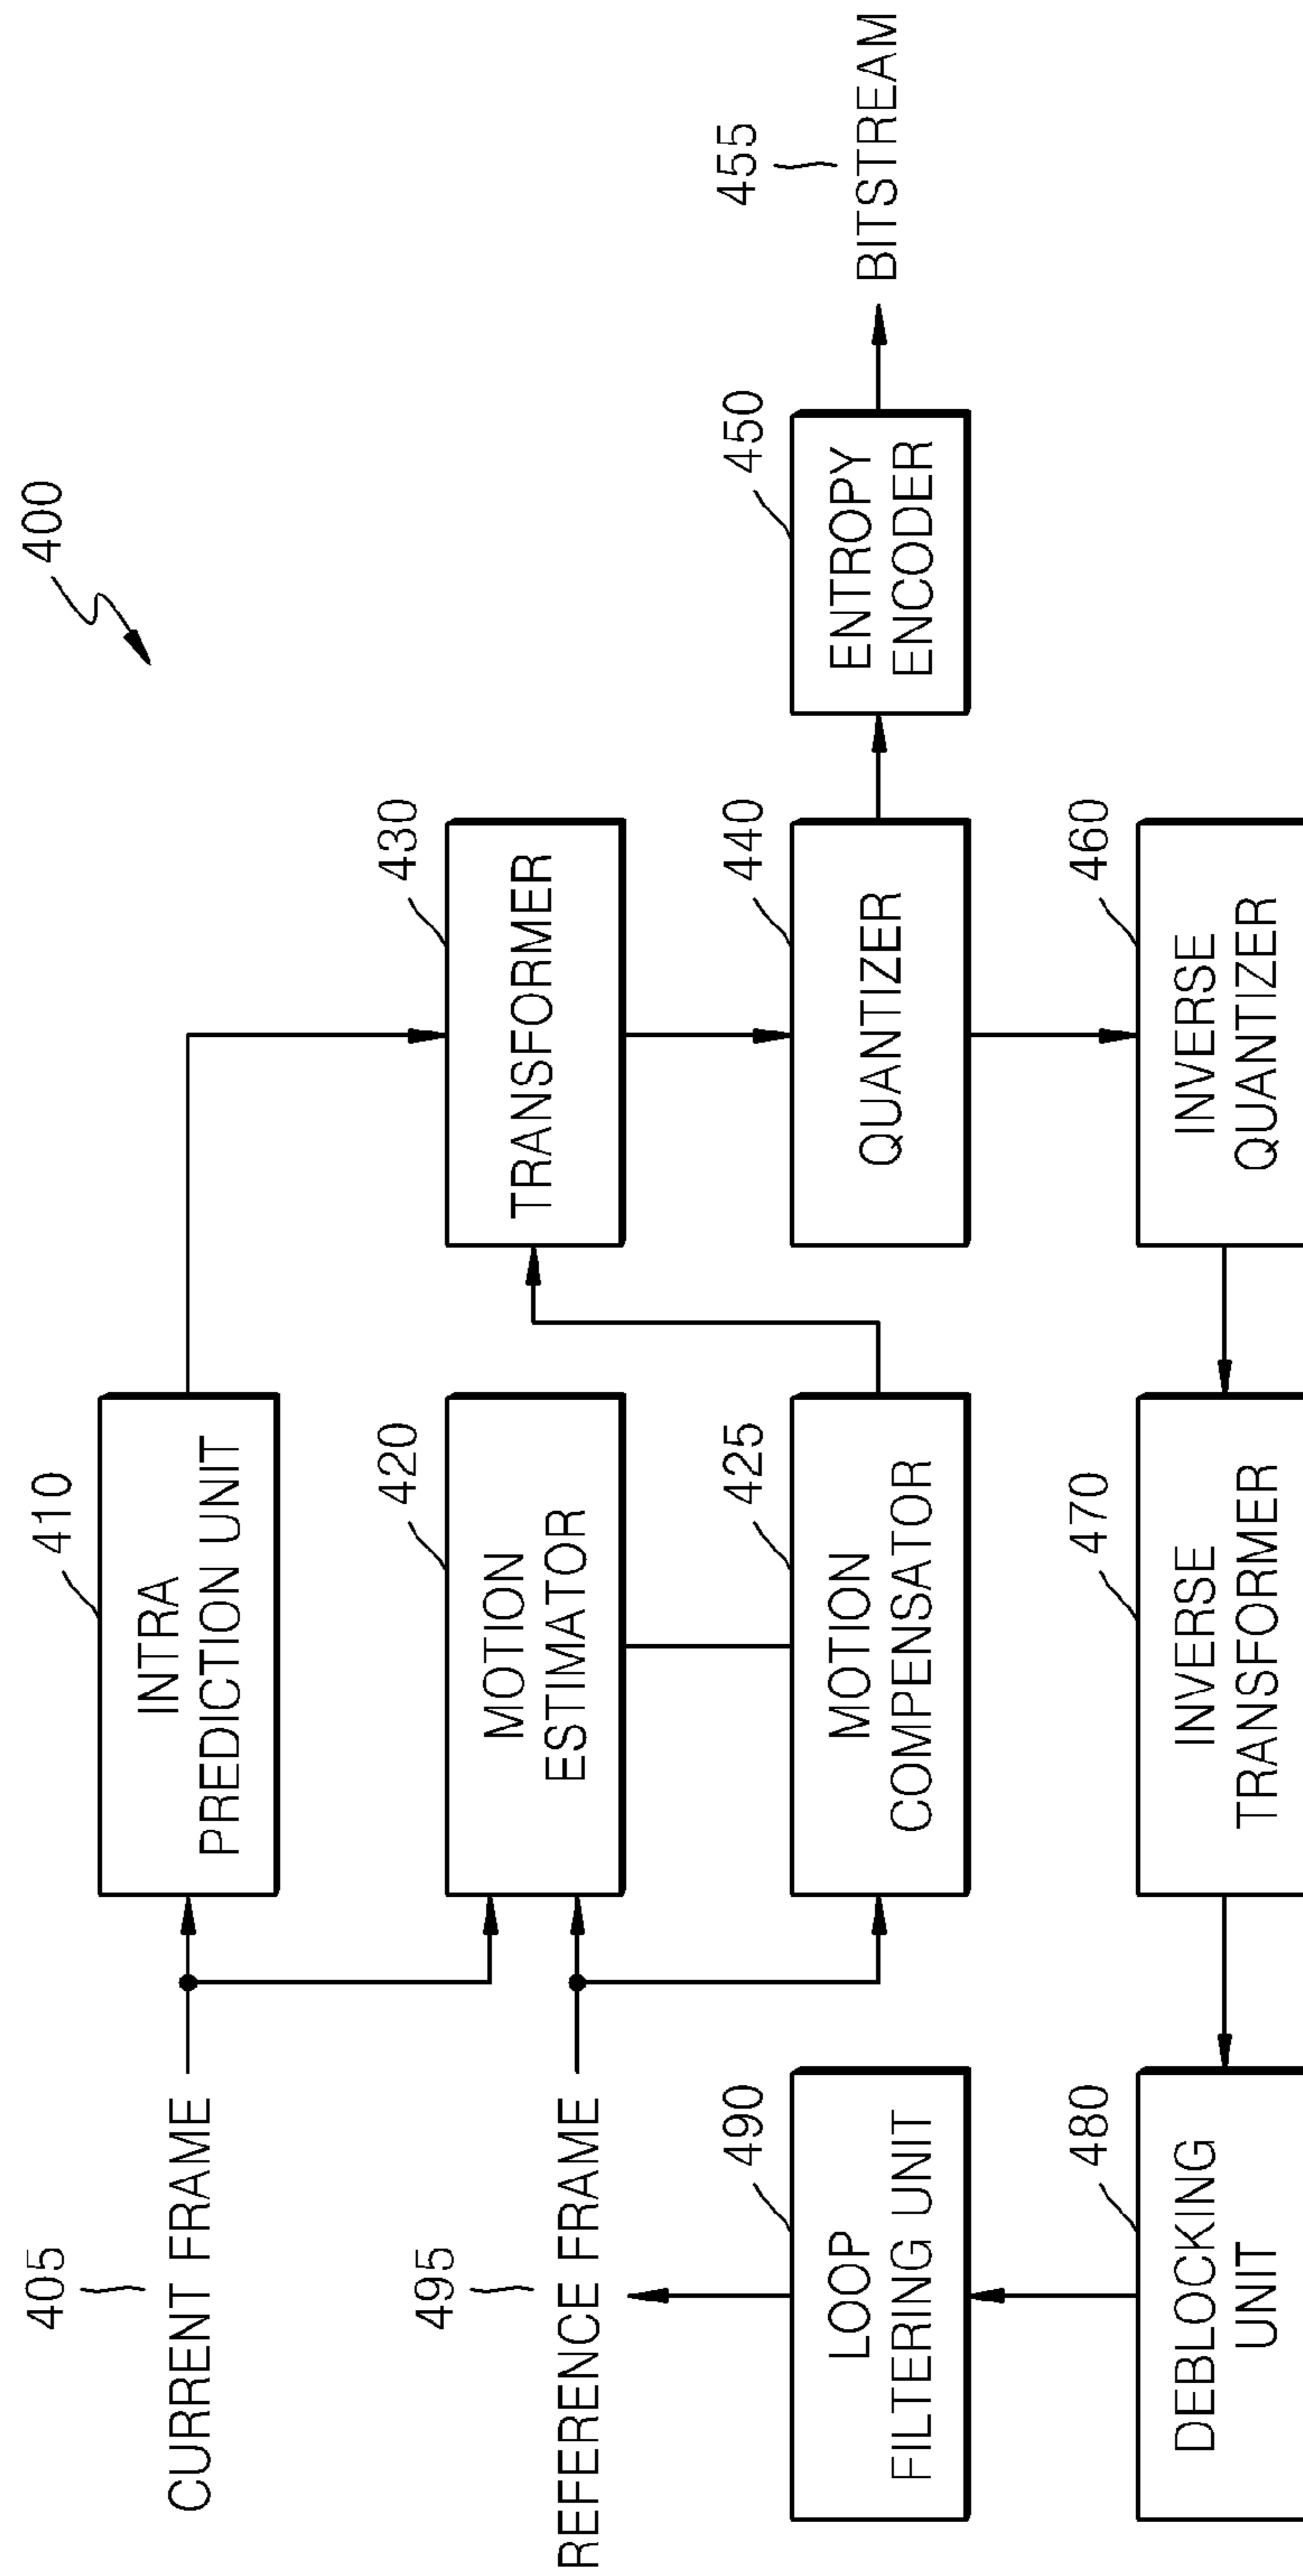 400
410
INTRA
PREDICTION UNIT
405
CURRENT FRAME
420
MOTION
ESTIMATOR
430
TRANSFORMER
495
REFERENCE FRAME
490
LOOP
FILTERING UNIT
425
MOTION
COMPENSATOR
440
QUANTIZER
450
ENTROPY
ENCODER
455
BITSTREAM
480
DEBLOCKING
UNIT
470
INVERSE
TRANSFORMER
460
INVERSE
QUANTIZER